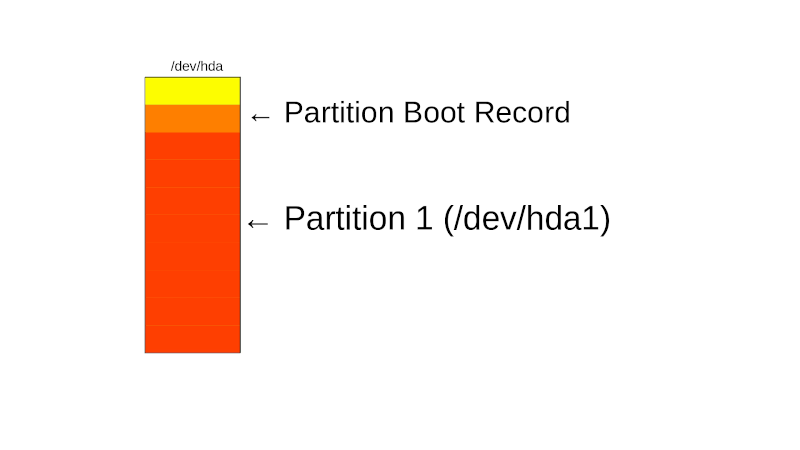 /dev/hda
← Partition Boot Record
← Partition 1 (/dev/hda1)